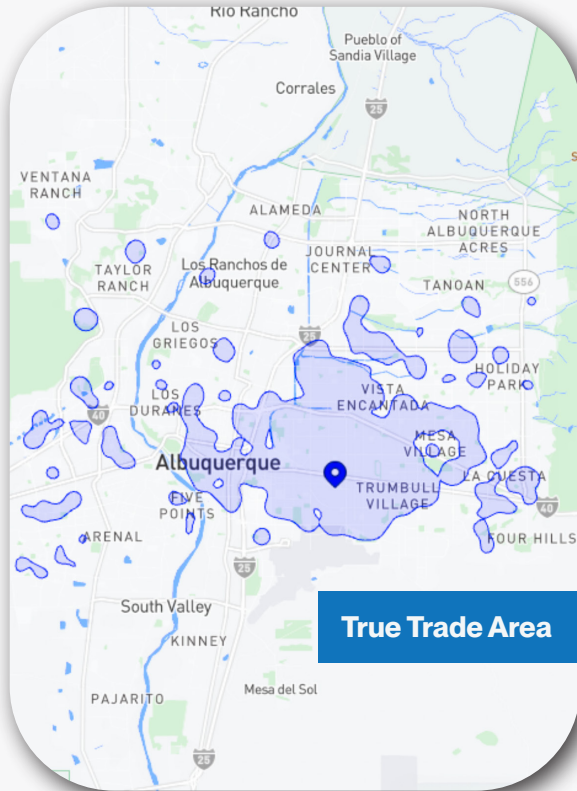 Rio Rancho
Pueblo of
Sandia Village
Corrales
25
VENTANA
RANCH
ALAMEDA
NORTH
ALBUQUERQUE
ACRES
JOURNAL
CENTER
Los Ranchos de
Albuquerque
TAYLOR
RANCH
TANOAN
556
LOS
GRIEGOS
25
HOLIDAY
PARK
VISTA
ENCANTADA
LOS
DURANES
40
MESA
VILLAGE
Albuquerque
LA CUESTA
TRUMBULL
VILLAGE
FIVE
POINTS
40
ARENAL
FOUR HILLS
25
South Valley
True Trade Area
KINNEY
Mesa del Sol
PAJARITO
25